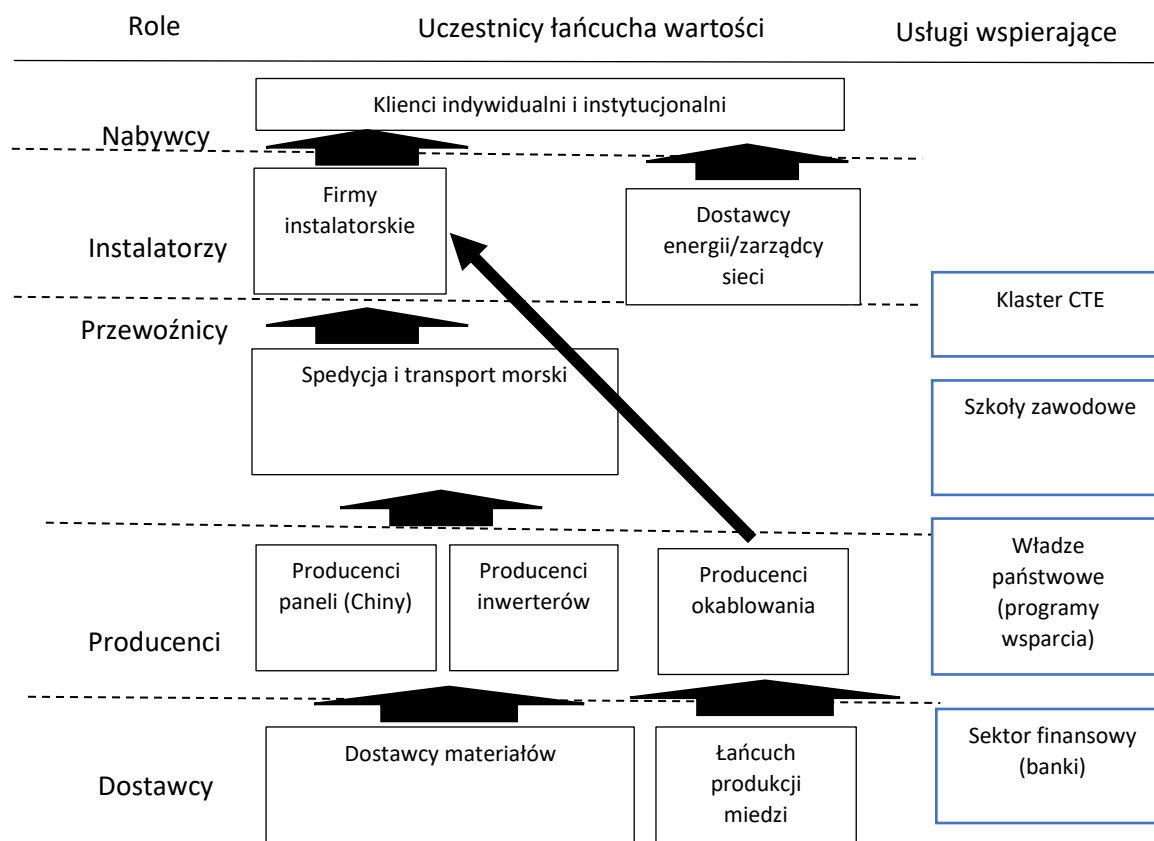 Role
Uczestnicy łańcucha wartości
Usługi wspierające
Klienci indywidualni i instytucjonalni
Nabywcy
Firmy
instalatorskie
Dostawcy
energii/zarządcy
sieci
Instalatorzy
Klaster CTE
Przewoźnicy
Spedycja i transport morski
Szkoły zawodowe
Producenci
paneli (Chiny)
Producenci
inwerterów
Producenci
okablowania
Władze
państwowe
(programy
wsparcia)
Producenci
Dostawcy materiałów
Łańcuch
produkcji
miedzi
Sektor finansowy
(banki)
Dostawcy